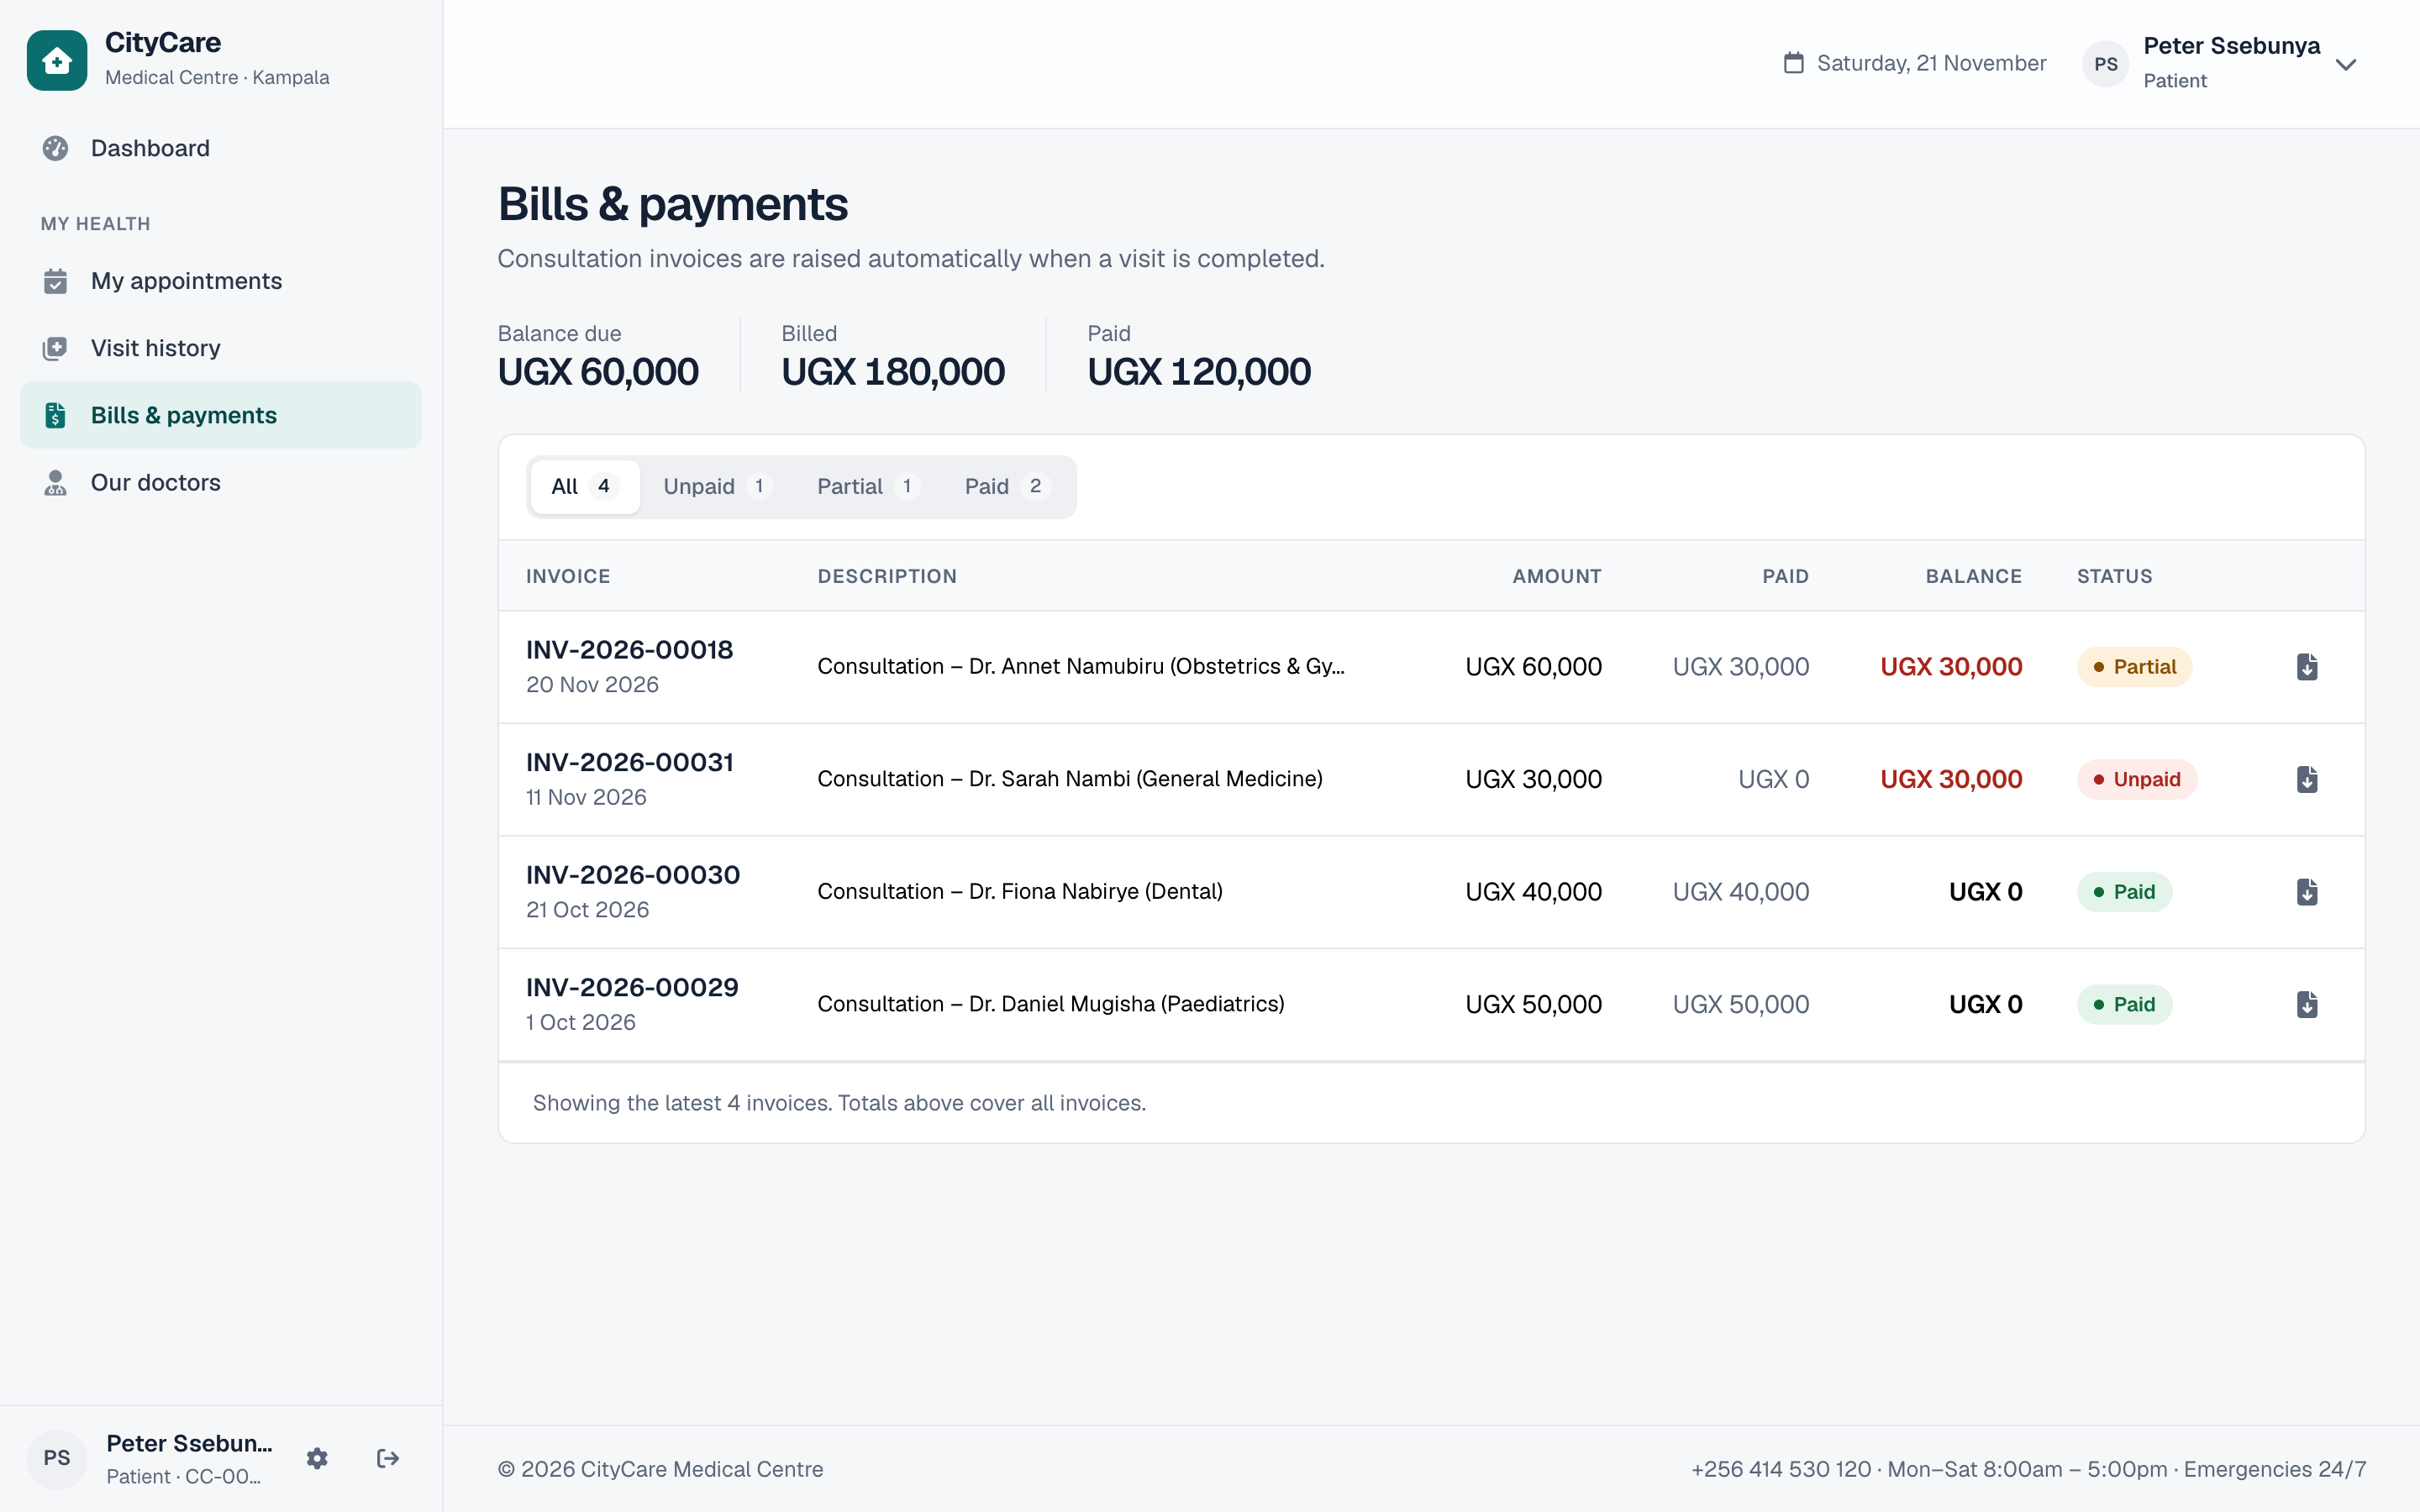 CityCare
Medical Centre · Kampala
Dashboard
MY HEALTH
My appointments
Visit history
Bills & payments
Our doctors
PS
Peter Ssebun...
Patient · CC-00...
Saturday, 21 November
PS
Peter Ssebunya
Patient
Bills & payments
Consultation invoices are raised automatically when a visit is completed.
Balance due
UGX 60,000
Billed
UGX 180,000
Paid
UGX 120,000
All 4 Unpaid 1 Partial 1 Paid 2
INVOICE DESCRIPTION AMOUNT PAID BALANCE STATUS
INV-2026-00018
20 Nov 2026
Consultation – Dr. Annet Namubiru (Obstetrics & Gy... UGX 60,000 UGX 30,000 UGX 30,000 Partial
INV-2026-00031
11 Nov 2026
Consultation – Dr. Sarah Nambi (General Medicine) UGX 30,000 UGX 0 UGX 30,000 Unpaid
INV-2026-00030
21 Oct 2026
Consultation – Dr. Fiona Nabirye (Dental) UGX 40,000 UGX 40,000 UGX 0 Paid
INV-2026-00029
1 Oct 2026
Consultation – Dr. Daniel Mugisha (Paediatrics) UGX 50,000 UGX 50,000 UGX 0 Paid
Showing the latest 4 invoices. Totals above cover all invoices.
© 2026 CityCare Medical Centre
+256 414 530 120 · Mon–Sat 8:00am – 5:00pm · Emergencies 24/7